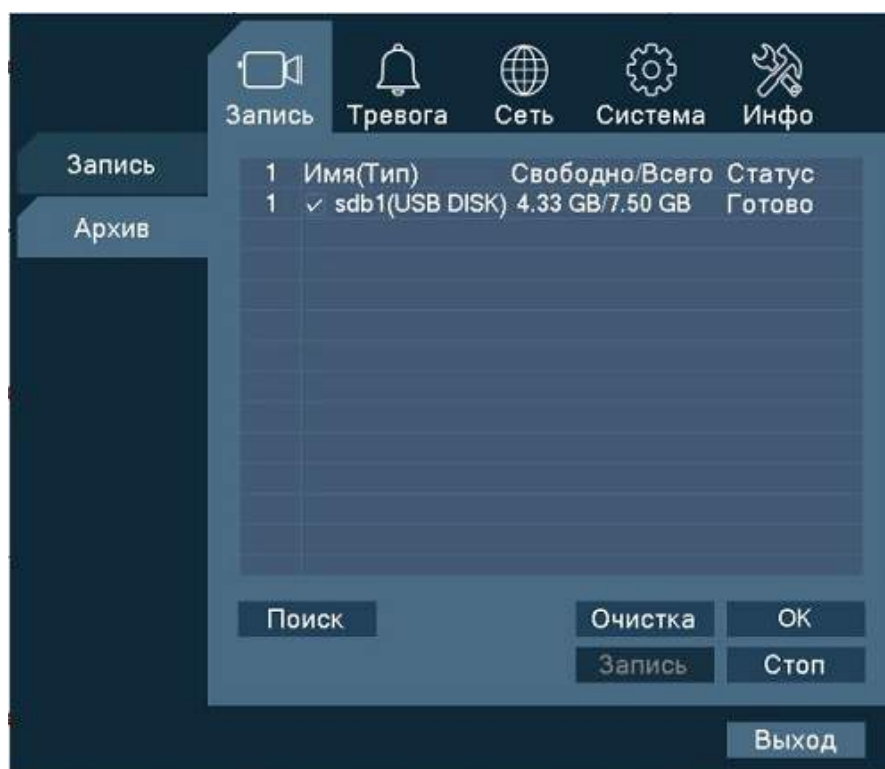 Запись Тревога Сеть Система Инфо
Запись
Архив
1 Имя(Тип) Свободно/Всего Статус
1 ✓ sdb1(USB DISK) 4.33 GB/7.50 GB Готово
Поиск Очистка OK
Запись Стоп
Выход